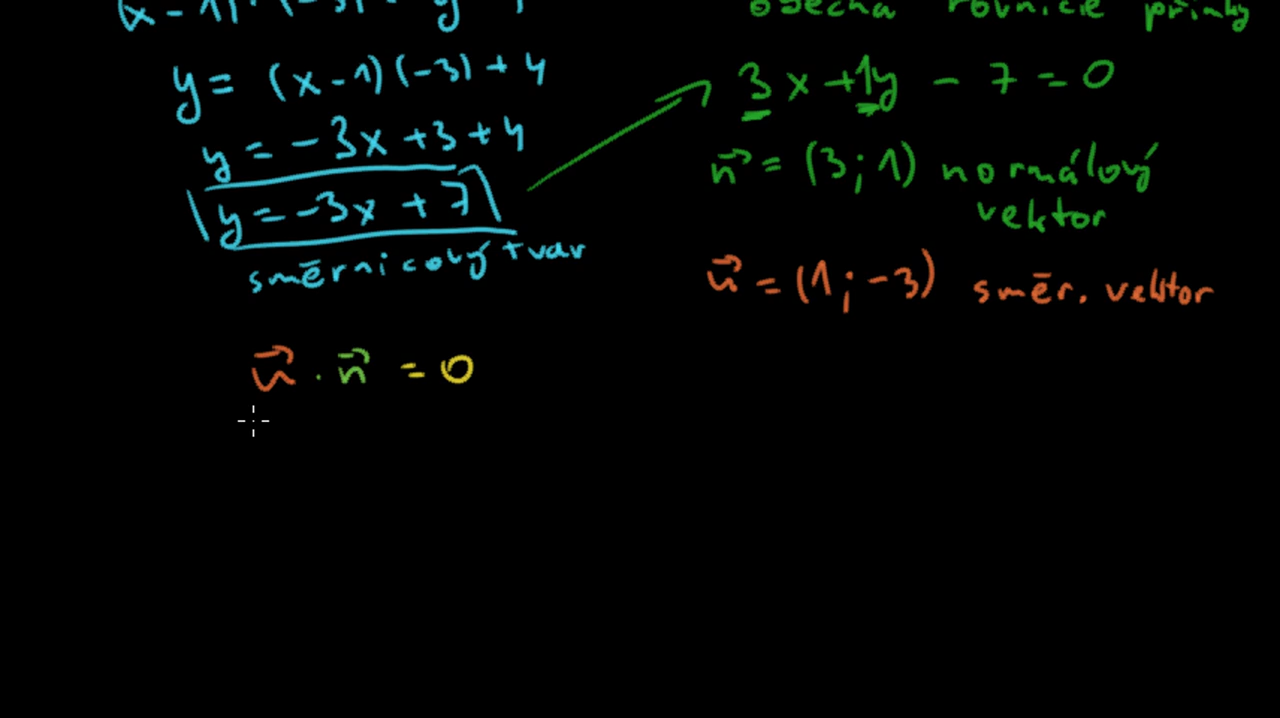 y = (x-1)(-3) + 4
y = -3x + 3 + 4
y = -3x + 7
směrnicový tvar
u⃗ . n⃗ = 0
3x + 1y - 7 = 0
n⃗ = (3; 1) normálový
vektor
u⃗ = (1; -3) směr. vektor